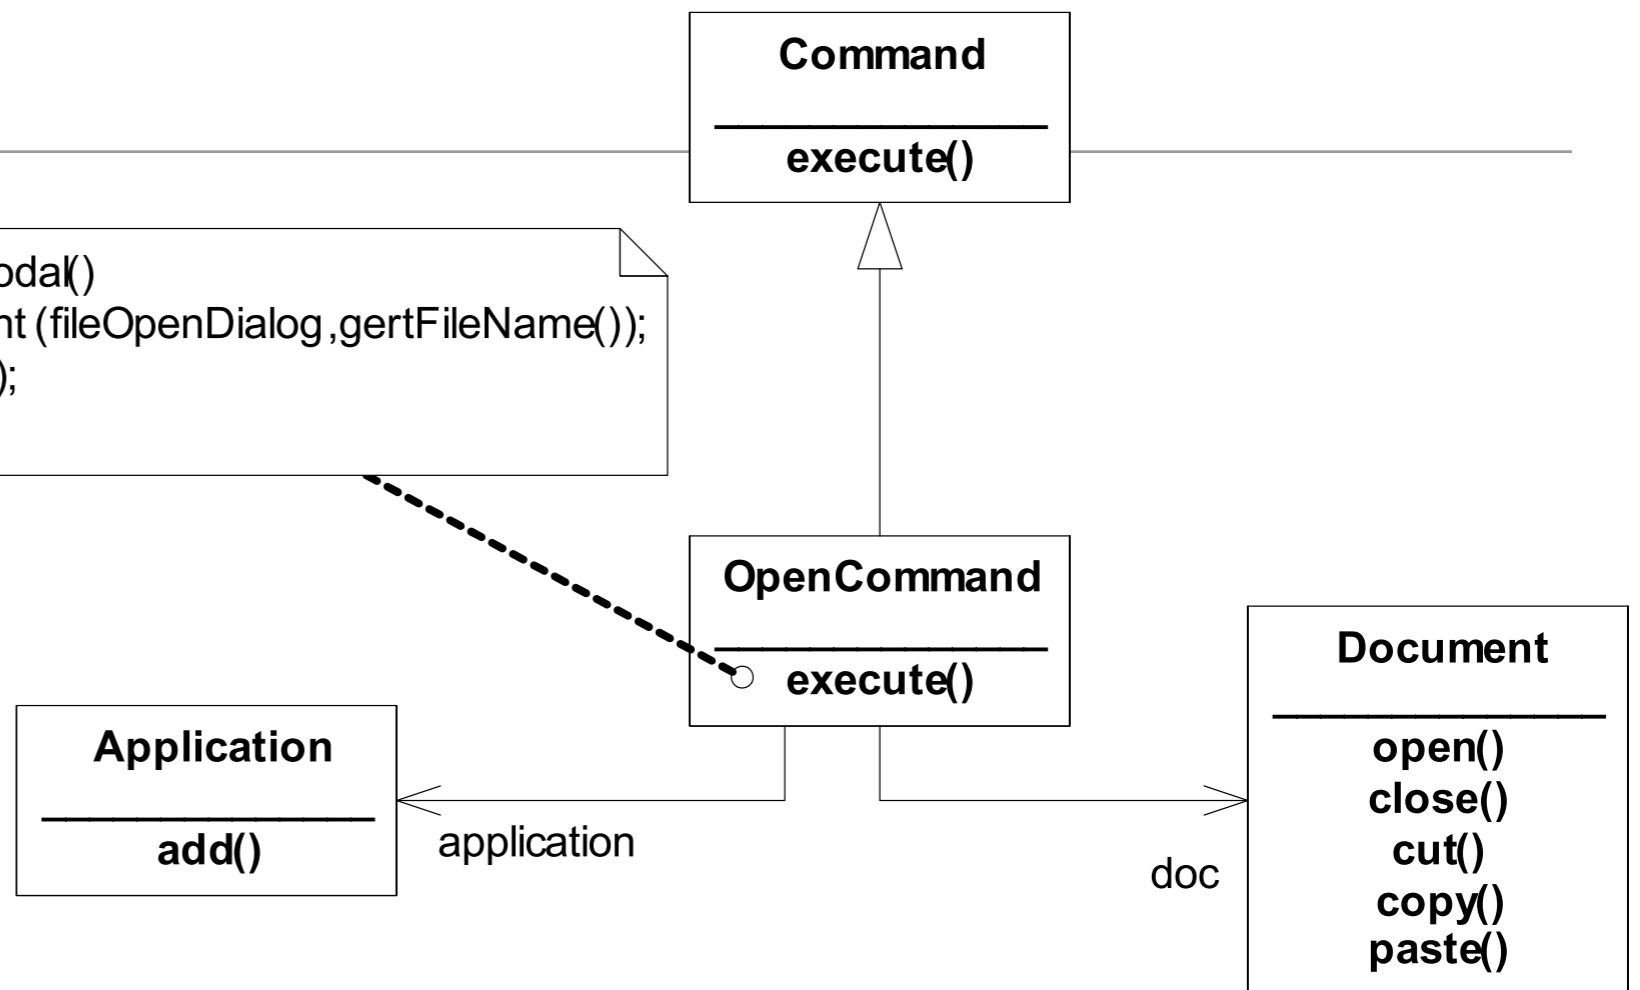 Command
execute()
odal()
nt (fileOpenDialog,gertFileName());
);
OpenCommand
execute()
Application
add()
application
doc
Document
open()
close()
cut()
copy()
paste()